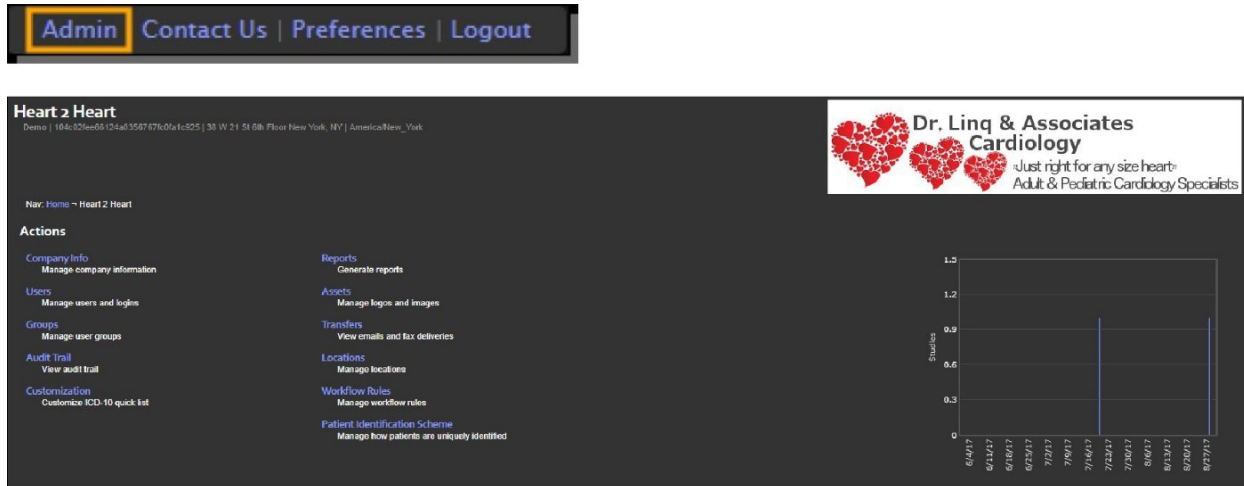 Admin Contact Us | Preferences | Logout
Heart 2 Heart
Demo | | 38 W 21 St 6th Floor New York, NY | America/New_York
Dr. Linq & Associates
Cardiology
"Just right for any size heart"
Adult & Pediatric Cardiology Specialists
Nav: Home ¬ Heart 2 Heart
Actions
Company Info
Manage company information
Users
Manage users and logins
Groups
Manage user groups
Audit Trail
View audit trail
Customization
Customize ICD-10 quick list
Reports
Generate reports
Assets
Manage logos and images
Transfers
View emails and fax deliveries
Locations
Manage locations
Workflow Rules
Manage workflow rules
Patient Identification Scheme
Manage how patients are uniquely identified
Studies
1.5
1.2
0.9
0.6
0.3
0
6/4/17
6/11/17
6/18/17
6/25/17
7/2/17
7/9/17
7/16/17
7/23/17
7/30/17
8/6/17
8/13/17
8/20/17
8/27/17